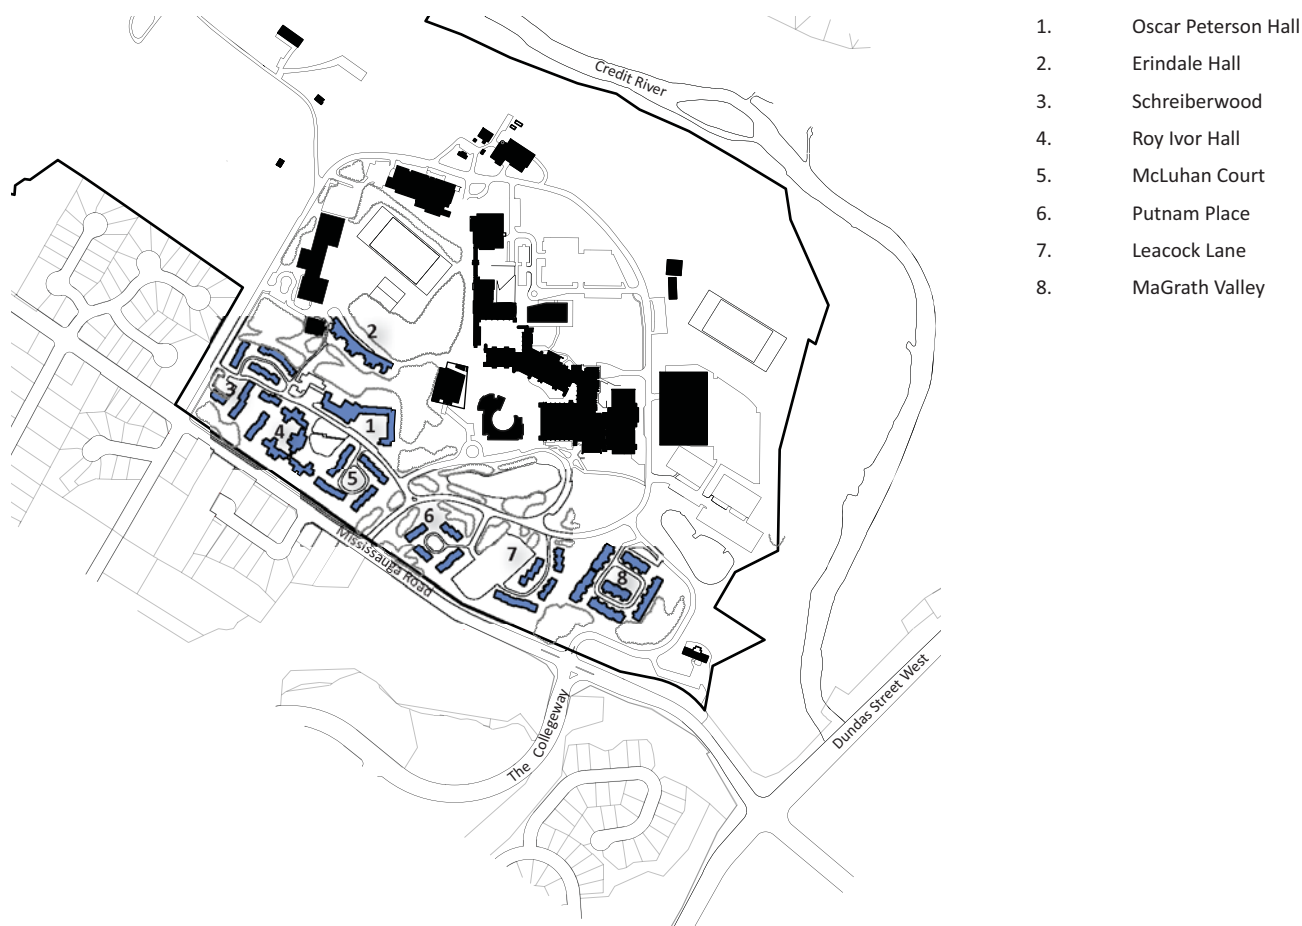 1. Oscar Peterson Hall
2. Erindale Hall
3. Schreiberwood
4. Roy Ivor Hall
5. McLuhan Court
6. Putnam Place
7. Leacock Lane
8. MaGrath Valley
Credit River
2
3
1
4
5
6
7
8
Mississauga Road
The Collegeway
Dundas Street West